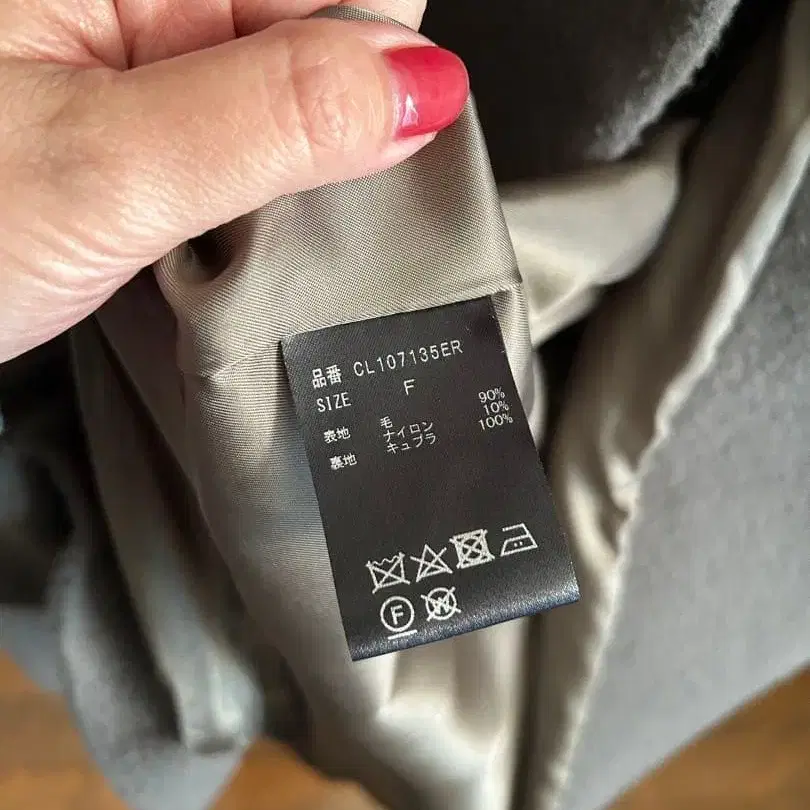 品番 CL107135ER
SIZE F
表地 毛 90%
ナイロン 10%
裏地 キュプラ 100%
F W